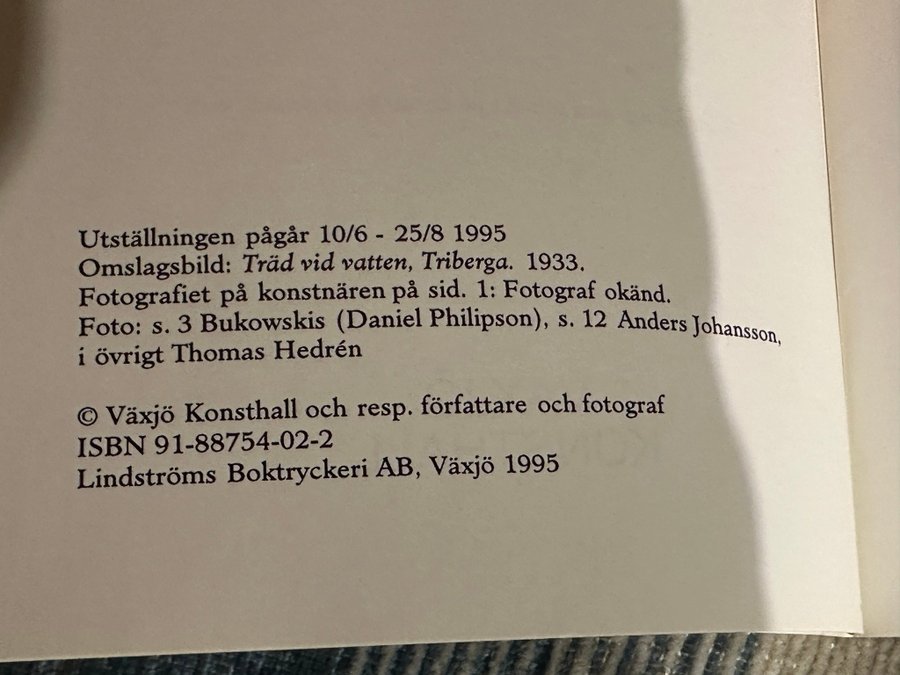 Utställningen pågår 10/6 - 25/8 1995
Omslagsbild: Träd vid vatten, Triberga. 1933.
Fotografiet på konstnären på sid. 1: Fotograf okänd.
Foto: s. 3 Bukowskis (Daniel Philipson), s. 12 Anders Johansson,
i övrigt Thomas Hedrén
© Växjö Konsthall och resp. författare och fotograf
ISBN 91-88754-02-2
Lindströms Boktryckeri AB, Växjö 1995